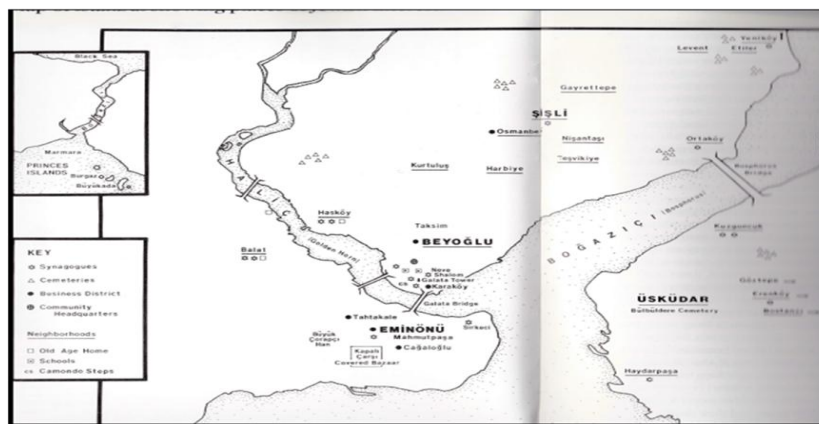 Black Sea
Marmara
PRINCES
ISLANDS
Burgaz
Büyükada
KEY
Synagogues
Cemeteries
Business District
Community
Headquarters
Neighborhoods
Old Age Home
Schools
cs Camondo Steps
HALİÇ
(Golden Horn)
Hasköy
Balat
Kurtuluş
Harbiye
Taksim
BEYOĞLU
Neve
Shalom
Galata Tower
cs
Karaköy
Galata Bridge
Tahtakale
EMİNÖNÜ
Mahmutpaşa
Sirkeci
Büyük
Çorapçı
Han
Kapalı
Çarşı
Covered Bazaar
Cağaloğlu
Levent
Etiler
Yeniköy
Gayrettepe
ŞİŞLİ
Osmanbey
Nişantaşı
Teşvikiye
Ortaköy
Bosphorus
Bridge
BOĞAZİÇİ (Bosphorus)
Kuzguncuk
ÜSKÜDAR
Bülbüldere Cemetery
Göztepe
Bostancı
Haydarpaşa